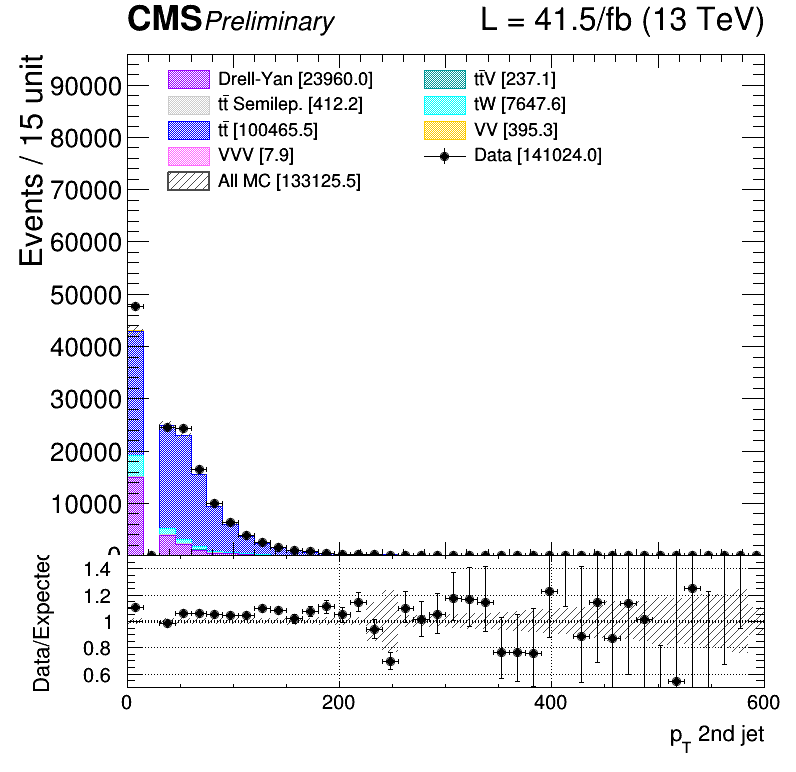 CMS Preliminary L = 41.5/fb (13 TeV)
Events / 15 unit
90000
80000
70000
60000
50000
40000
30000
20000
10000
0
Drell-Yan [23960.0]
tt̄ Semilep. [412.2]
tt̄ [100465.5]
VVV [7.9]
All MC [133125.5]
tt̄V [237.1]
tW [7647.6]
VV [395.3]
Data [141024.0]
Data/Expected
1.4
1.2
1
0.8
0.6
0 200 400 600
p_T 2nd jet